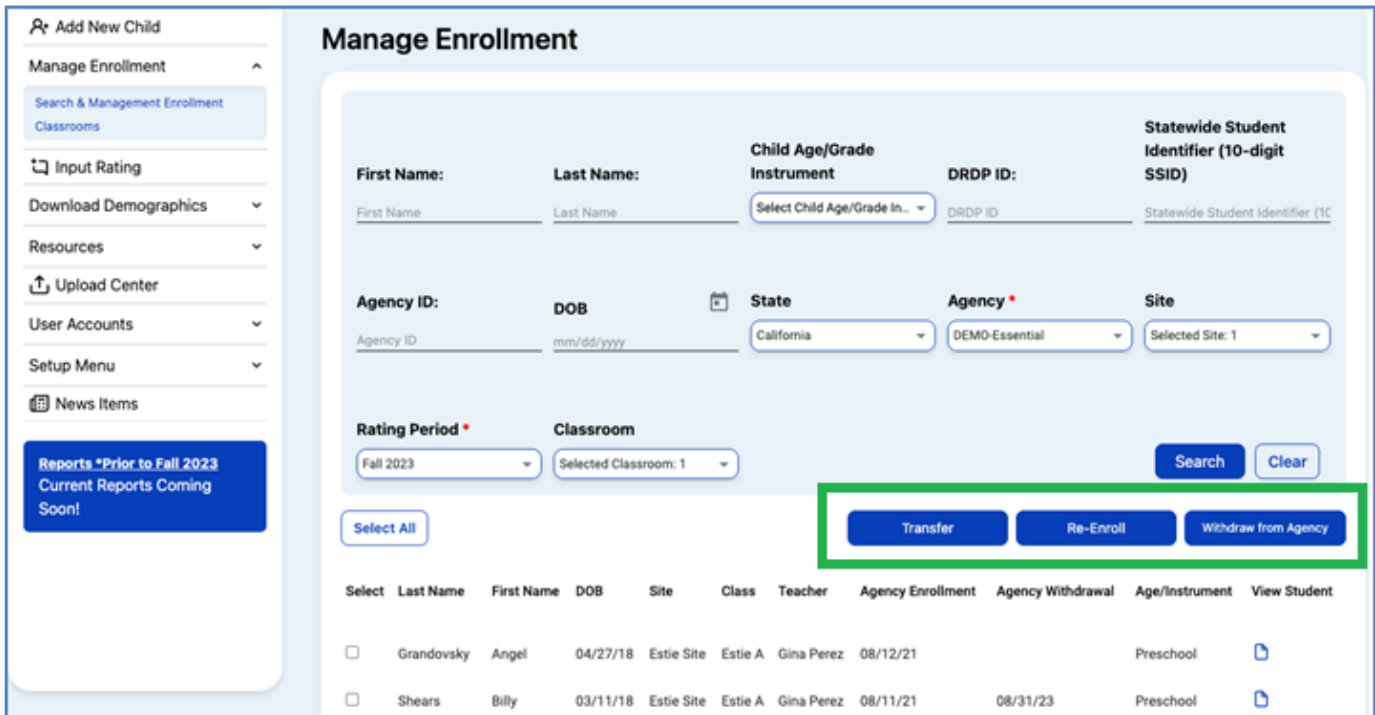 Add New Child
Manage Enrollment
Search & Management Enrollment
Classrooms
Input Rating
Download Demographics
Resources
Upload Center
User Accounts
Setup Menu
News Items
Reports *Prior to Fall 2023
Current Reports Coming
Soon!
Manage Enrollment
First Name:
First Name
Last Name:
Last Name
Child Age/Grade
Instrument
Select Child Age/Grade In...
DRDP ID:
DRDP ID
Statewide Student
Identifier (10-digit
SSID)
Statewide Student Identifier (10
Agency ID:
Agency ID
DOB
mm/dd/yyyy
State
California
Agency *
DEMO-Essential
Site
Selected Site: 1
Rating Period *
Fall 2023
Classroom
Selected Classroom: 1
Search Clear
Select All Transfer Re-Enroll Withdraw from Agency
Select Last Name First Name DOB Site Class Teacher Agency Enrollment Agency Withdrawal Age/Instrument View Student
Grandovsky Angel 04/27/18 Estie Site Estie A Gina Perez 08/12/21 Preschool
Shears Billy 03/11/18 Estie Site Estie A Gina Perez 08/11/21 08/31/23 Preschool